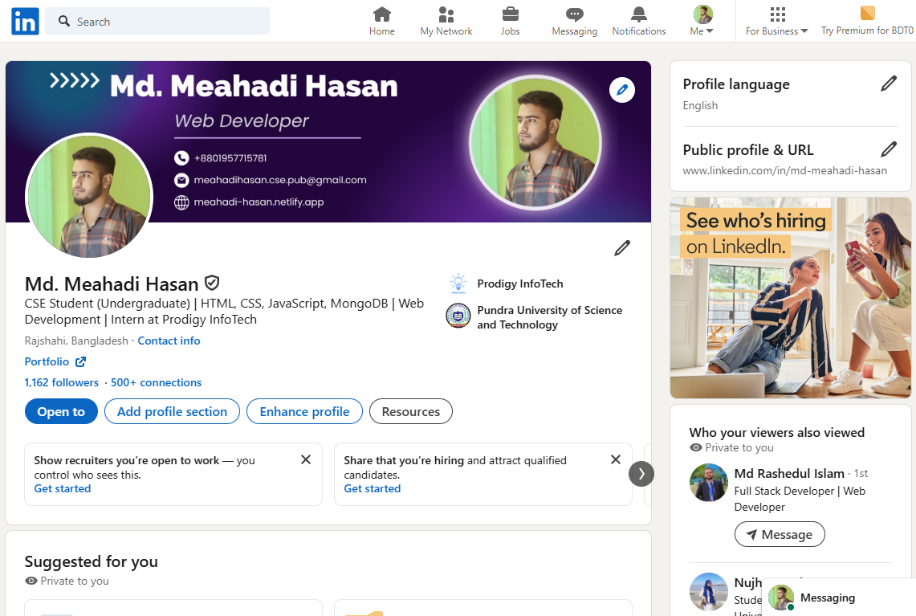 in
Search
Home
My Network
Jobs
Messaging
Notifications
Me
For Business
Try Premium for BDT0
>>>>> Md. Meahadi Hasan
Web Developer
+8801957715781
meahadihasan.cse.pub@gmail.com
meahadi-hasan.netlify.app
Md. Meahadi Hasan
CSE Student (Undergraduate) | HTML, CSS, JavaScript, MongoDB | Web
Development | Intern at Prodigy InfoTech
Rajshahi, Bangladesh · Contact info
Portfolio
1,162 followers · 500+ connections
Prodigy InfoTech
Pundra University of Science
and Technology
Open to
Add profile section
Enhance profile
Resources
Show recruiters you're open to work — you
control who sees this.
Get started
Share that you're hiring and attract qualified
candidates.
Get started
Suggested for you
Private to you
Profile language
English
Public profile & URL
www.linkedin.com/in/md-meahadi-hasan
See who's hiring
on LinkedIn.
Who your viewers also viewed
Private to you
Md Rashedul Islam · 1st
Full Stack Developer | Web
Developer
Message
Messaging